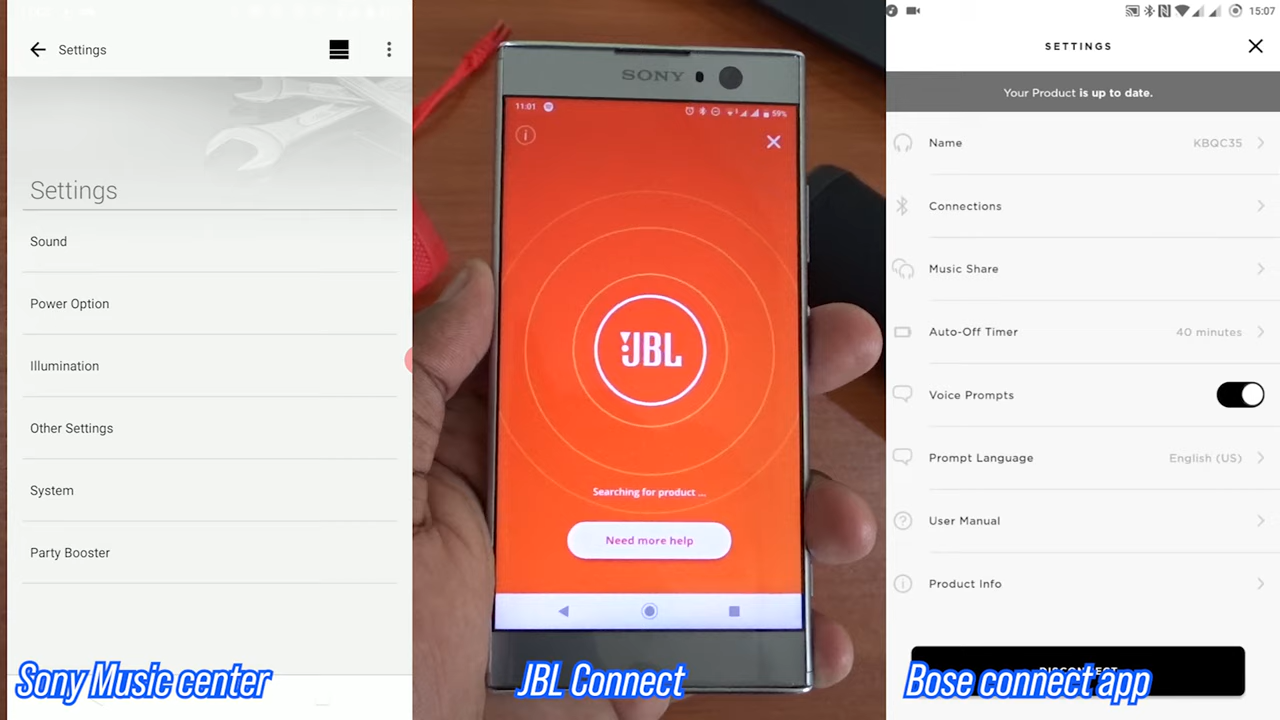 Settings
Settings
Sound
Power Option
Illumination
Other Settings
System
Party Booster
Sony Music center
SONY
11:01
59%
JBL
Searching for product ...
Need more help
JBL Connect
15:07
SETTINGS
Your Product is up to date.
Name KBQC35
Connections
Music Share
Auto-Off Timer 40 minutes
Voice Prompts
Prompt Language English (US)
User Manual
Product Info
DISCONNECT
Bose connect app